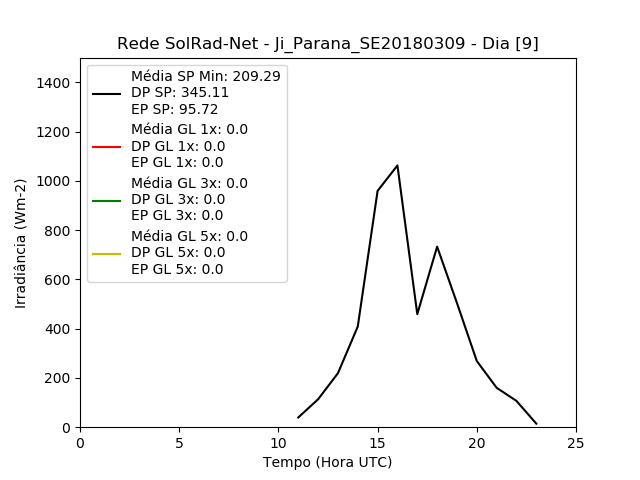 Rede SolRad-Net - Ji_Parana_SE20180309 - Dia [9]
Média SP Min: 209.29
DP SP: 345.11
EP SP: 95.72
Média GL 1x: 0.0
DP GL 1x: 0.0
EP GL 1x: 0.0
Média GL 3x: 0.0
DP GL 3x: 0.0
EP GL 3x: 0.0
Média GL 5x: 0.0
DP GL 5x: 0.0
EP GL 5x: 0.0
Irradiância (Wm-2)
1400
1200
1000
800
600
400
200
0
0 5 10 15 20 25
Tempo (Hora UTC)